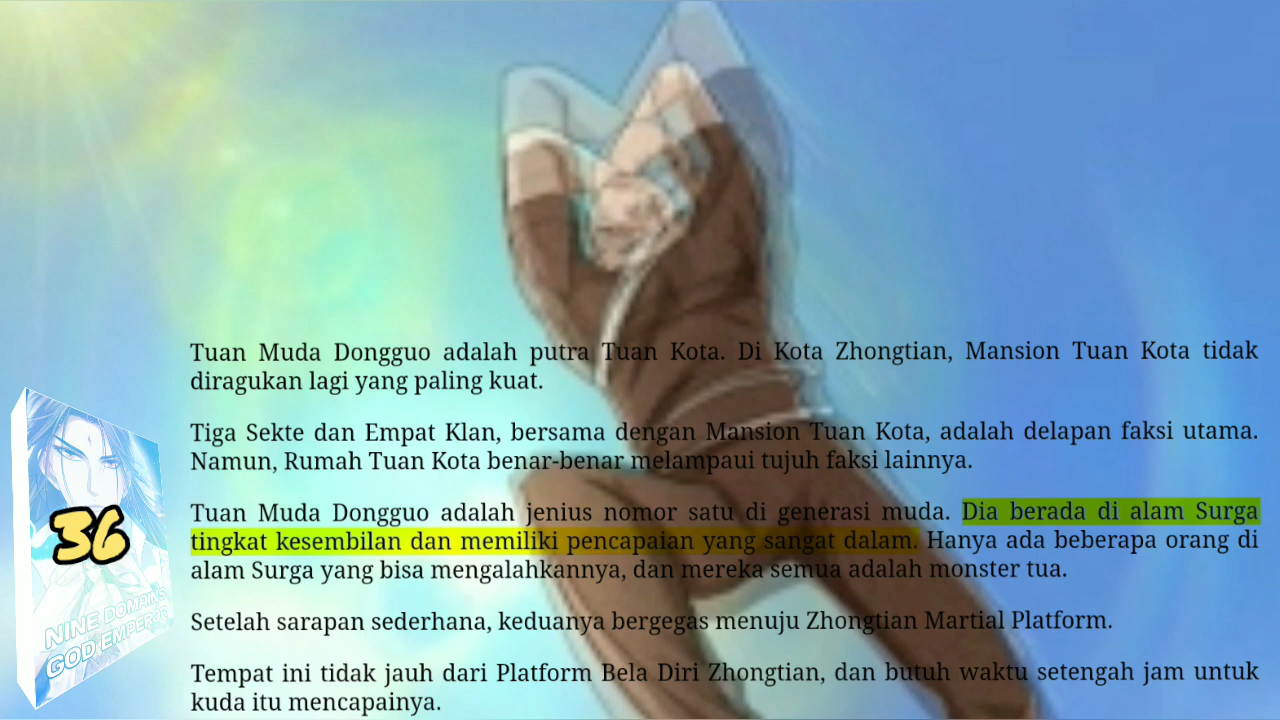 Tuan Muda Dongguo adalah putra Tuan Kota. Di Kota Zhongtian, Mansion Tuan Kota tidak
diragukan lagi yang paling kuat.
Tiga Sekte dan Empat Klan, bersama dengan Mansion Tuan Kota, adalah delapan faksi utama.
Namun, Rumah Tuan Kota benar-benar melampaui tujuh faksi lainnya.
Tuan Muda Dongguo adalah jenius nomor satu di generasi muda. Dia berada di alam Surga
tingkat kesembilan dan memiliki pencapaian yang sangat dalam. Hanya ada beberapa orang di
alam Surga yang bisa mengalahkannya, dan mereka semua adalah monster tua.
Setelah sarapan sederhana, keduanya bergegas menuju Zhongtian Martial Platform.
Tempat ini tidak jauh dari Platform Bela Diri Zhongtian, dan butuh waktu setengah jam untuk
kuda itu mencapainya.
36
NINE DOMAINS
GOD EMPEROR